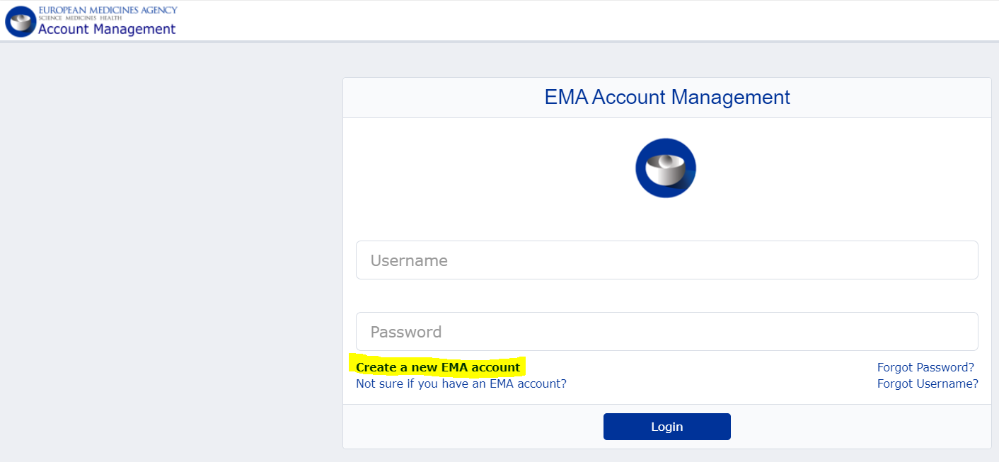 EUROPEAN MEDICINES AGENCY
SCIENCE MEDICINES HEALTH
Account Management
EMA Account Management
Username
Password
Create a new EMA account
Forgot Password?
Not sure if you have an EMA account?
Forgot Username?
Login